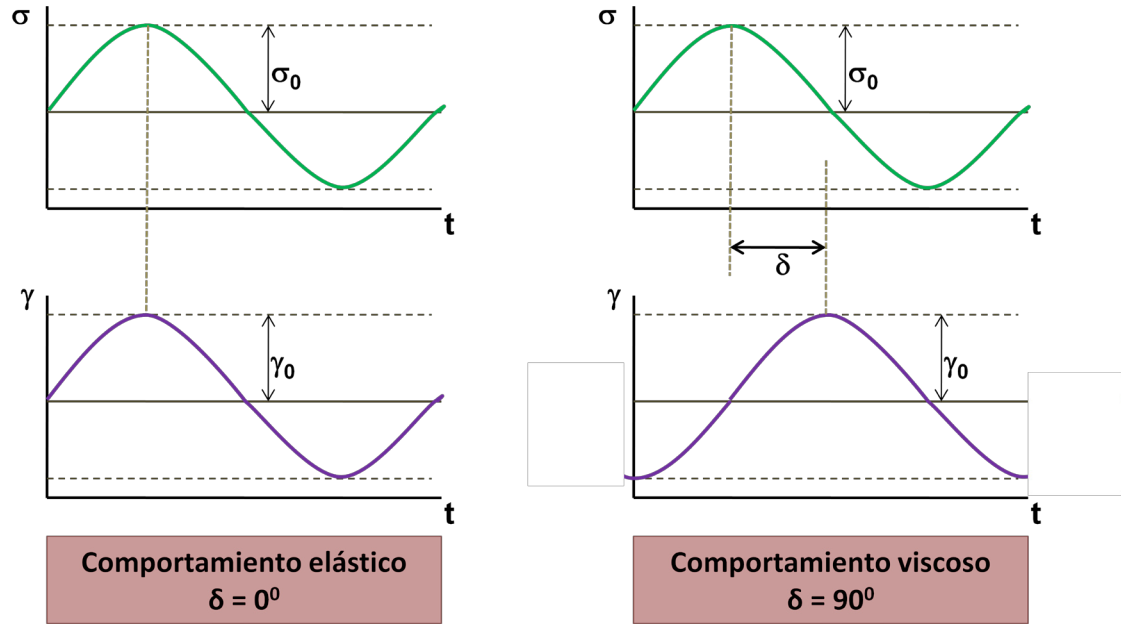 σ
σ₀
t
γ
γ₀
t
Comportamiento elástico
δ = 0⁰
σ
σ₀
t
δ
γ
γ₀
t
Comportamiento viscoso
δ = 90⁰